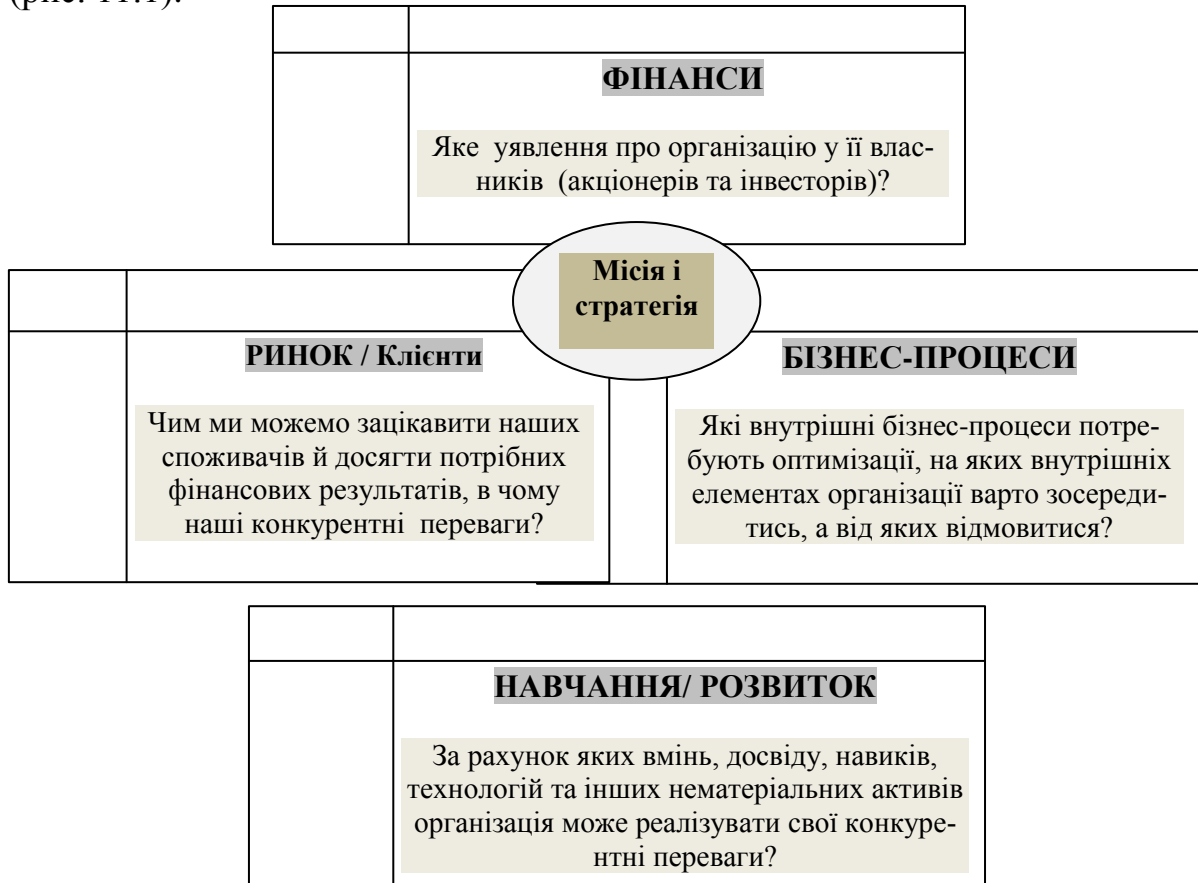 ФІНАНСИ
Яке уявлення про організацію у її влас-
ників (акціонерів та інвесторів)?
Місія і
стратегія
РИНОК / Клієнти
Чим ми можемо зацікавити наших
споживачів й досягти потрібних
фінансових результатів, в чому
наші конкурентні переваги?
БІЗНЕС-ПРОЦЕСИ
Які внутрішні бізнес-процеси потре-
бують оптимізації, на яких внутрішніх
елементах організації варто зосереди-
тись, а від яких відмовитися?
НАВЧАННЯ/ РОЗВИТОК
За рахунок яких вмінь, досвіду, навиків,
технологій та інших нематеріальних активів
організація може реалізувати свої конкуре-
нтні переваги?